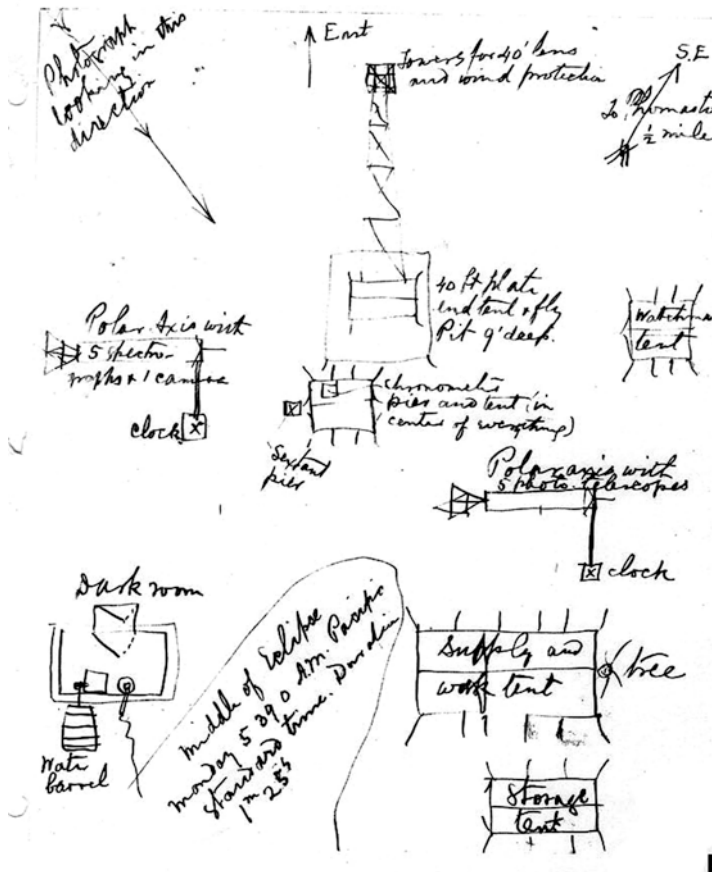 Photograph
looking in this
direction
East
Towers for 40' lens
and wind protection
S.E
To Thomaston
1/2 mile
40 ft plate
end tent & fly
Pit 9' deep.
Watchman
tent
Polar Axis with
5 spectro-
graphs & 1 camera
clock
chronometer
pier and tent (in
center of everything)
Sextant
pier
Polar axis with
5 photo-telescopes
clock
Dark room
Water
barrel
middle of Eclipse
Monday 5 39 0 A.M. Pacific
Standard time. Duration
1m 25s
Supply and
work tent
tree
Storage
tent